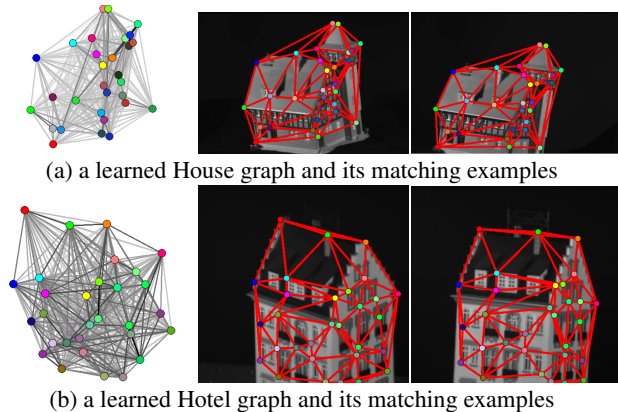 (a) a learned House graph and its matching examples
(b) a learned Hotel graph and its matching examples